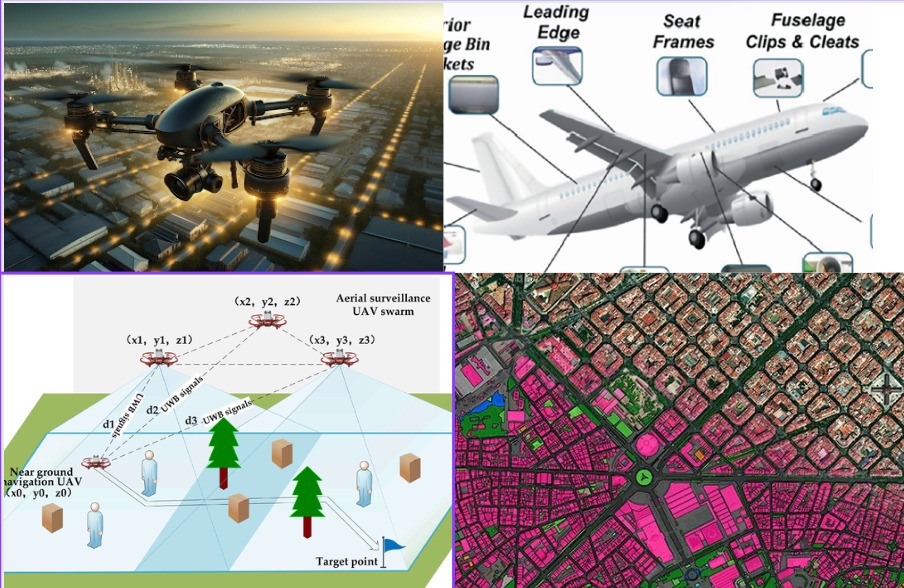 rior
ge Bin
kets
Leading
Edge
Seat
Frames
Fuselage
Clips & Cleats
(x2, y2, z2)
Aerial surveillance
UAV swarm
(x1, y1, z1)
(x3, y3, z3)
UWB signals
d1
d2 UWB signals
d3 UWB signals
Near ground
navigation UAV
(x0, y0, z0)
Target point